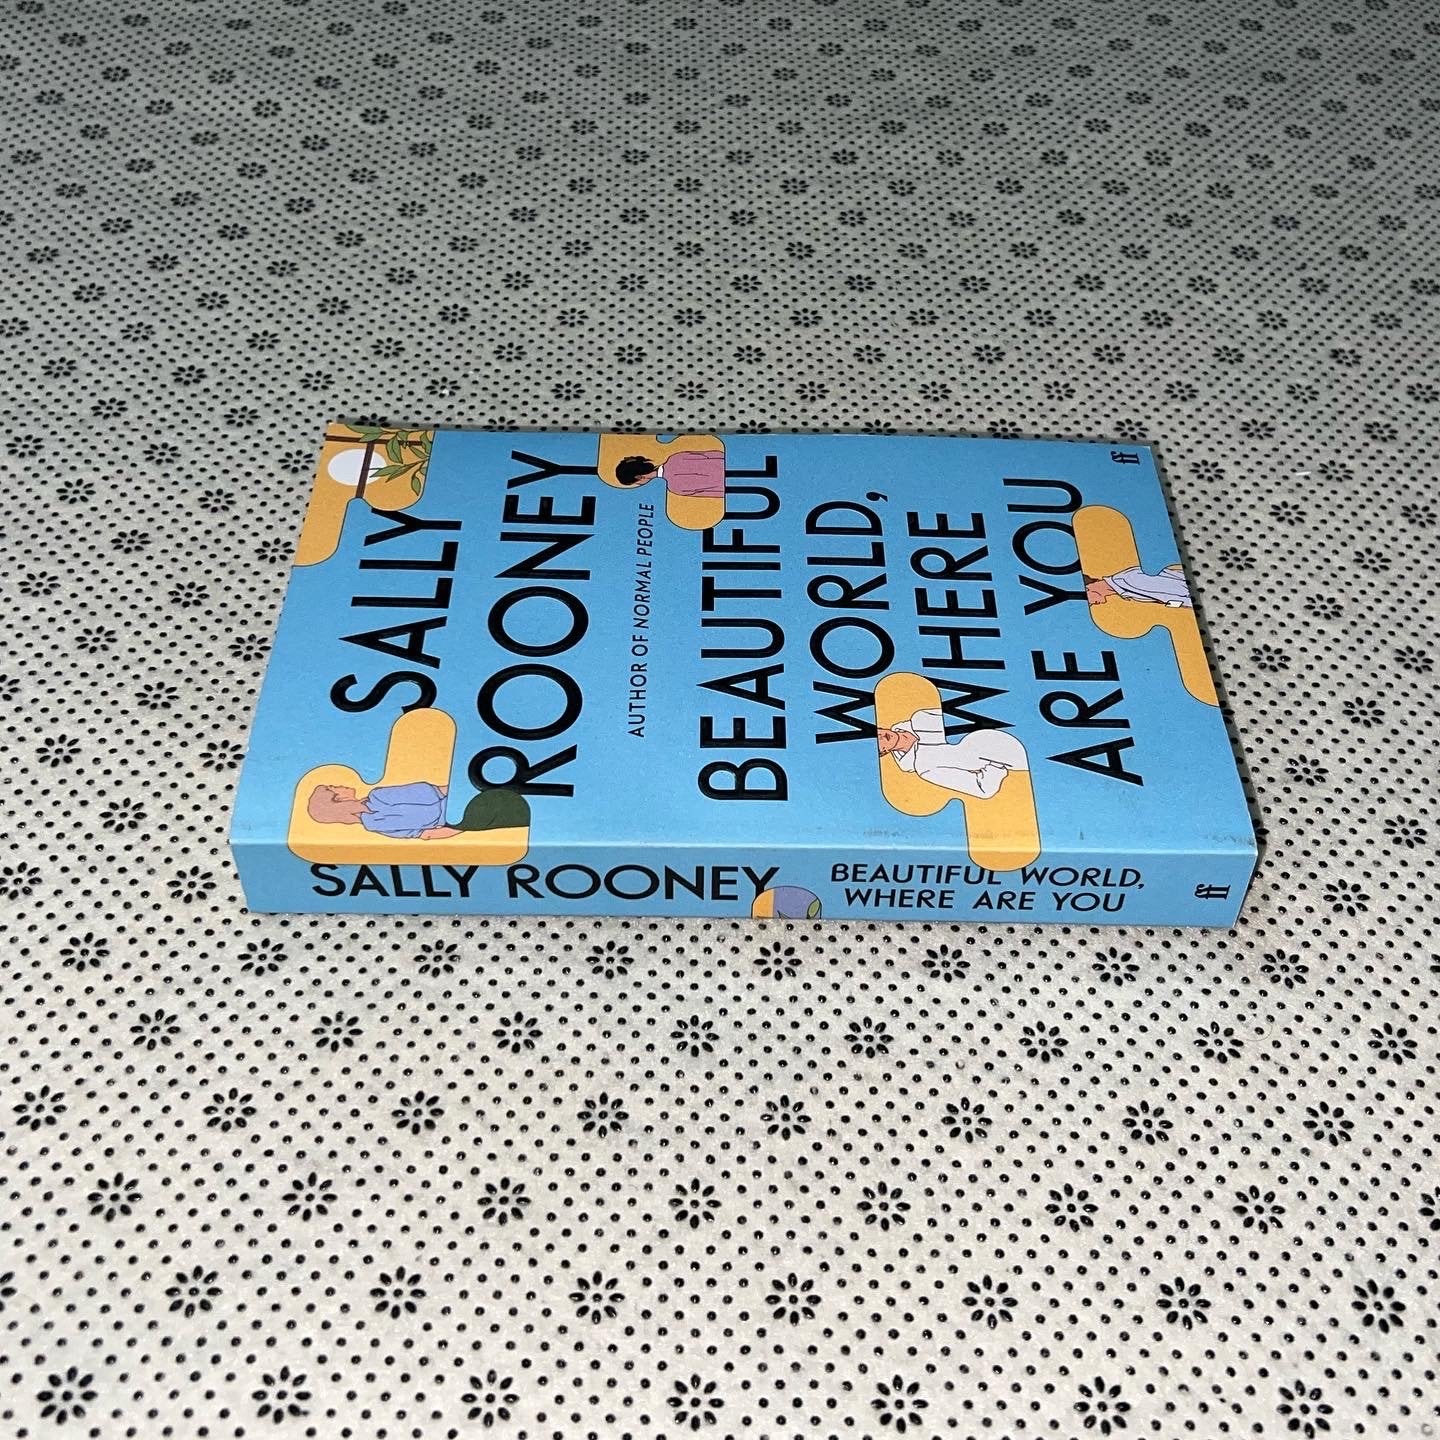 SALLY
ROONEY
AUTHOR OF NORMAL PEOPLE
BEAUTIFUL
WORLD,
WHERE
ARE YOU
ff
SALLY ROONEY
BEAUTIFUL WORLD,
WHERE ARE YOU
ff